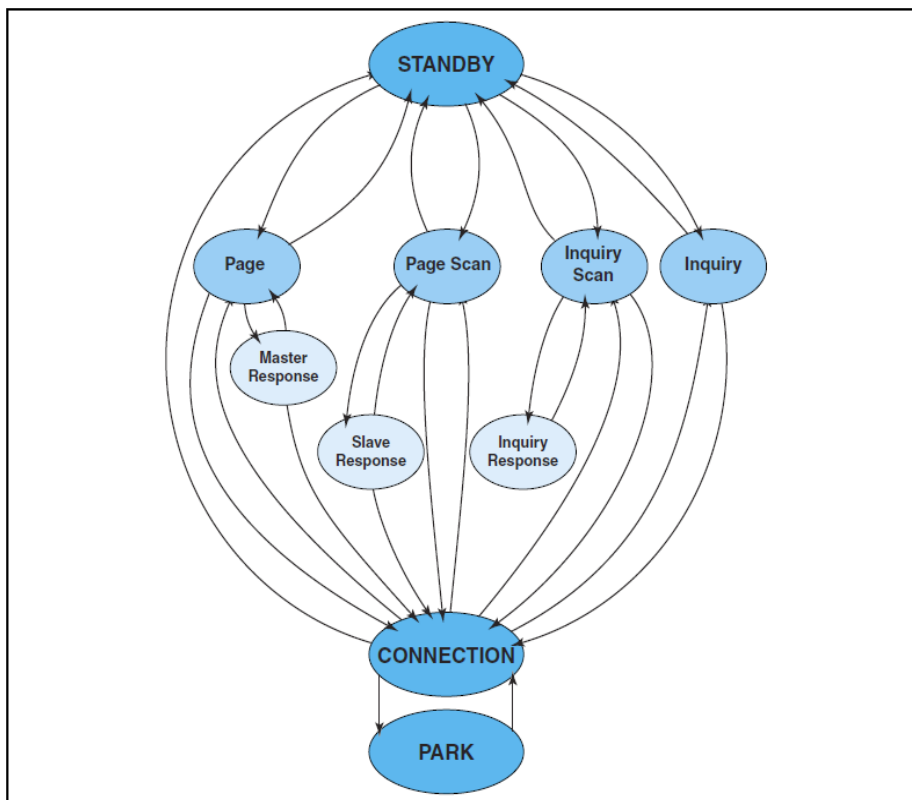 STANDBY
Page
Page Scan
Inquiry
Scan
Inquiry
Master
Response
Slave
Response
Inquiry
Response
CONNECTION
PARK